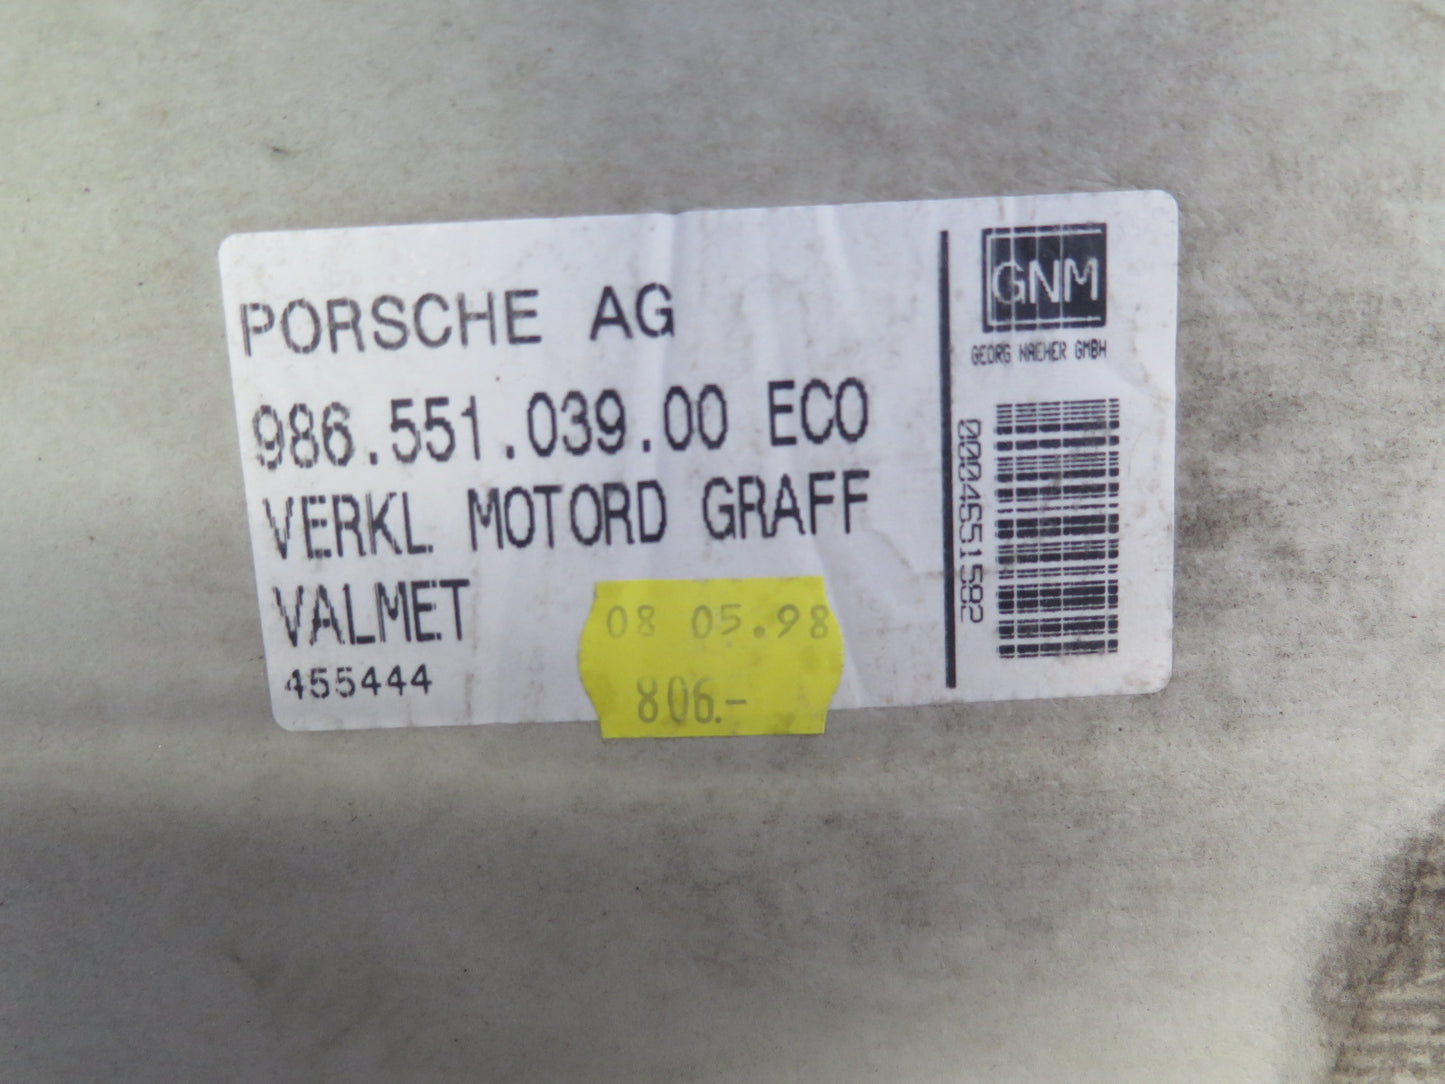 PORSCHE AG
986.551.039.00 ECO
VERKL MOTORD GRAFF
VALMET
455444
08 05.98
806.-
GNM
GEORG NAEHER GMBH
0004551582